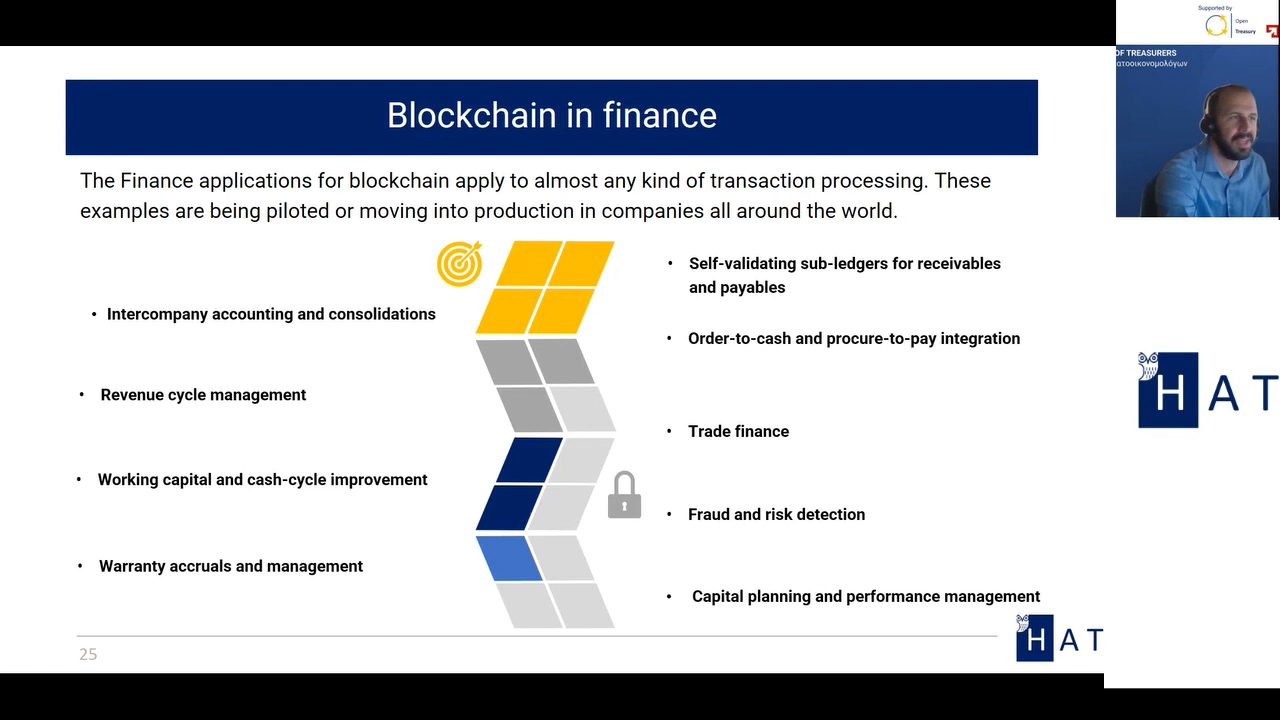 Supported by
Open
Treasury
OF TREASURERS
ατοοικονομολόγων
Blockchain in finance
The Finance applications for blockchain apply to almost any kind of transaction processing. These
examples are being piloted or moving into production in companies all around the world.
• Intercompany accounting and consolidations
• Revenue cycle management
• Working capital and cash-cycle improvement
• Warranty accruals and management
• Self-validating sub-ledgers for receivables
and payables
• Order-to-cash and procure-to-pay integration
• Trade finance
• Fraud and risk detection
• Capital planning and performance management
HAT
HAT
25